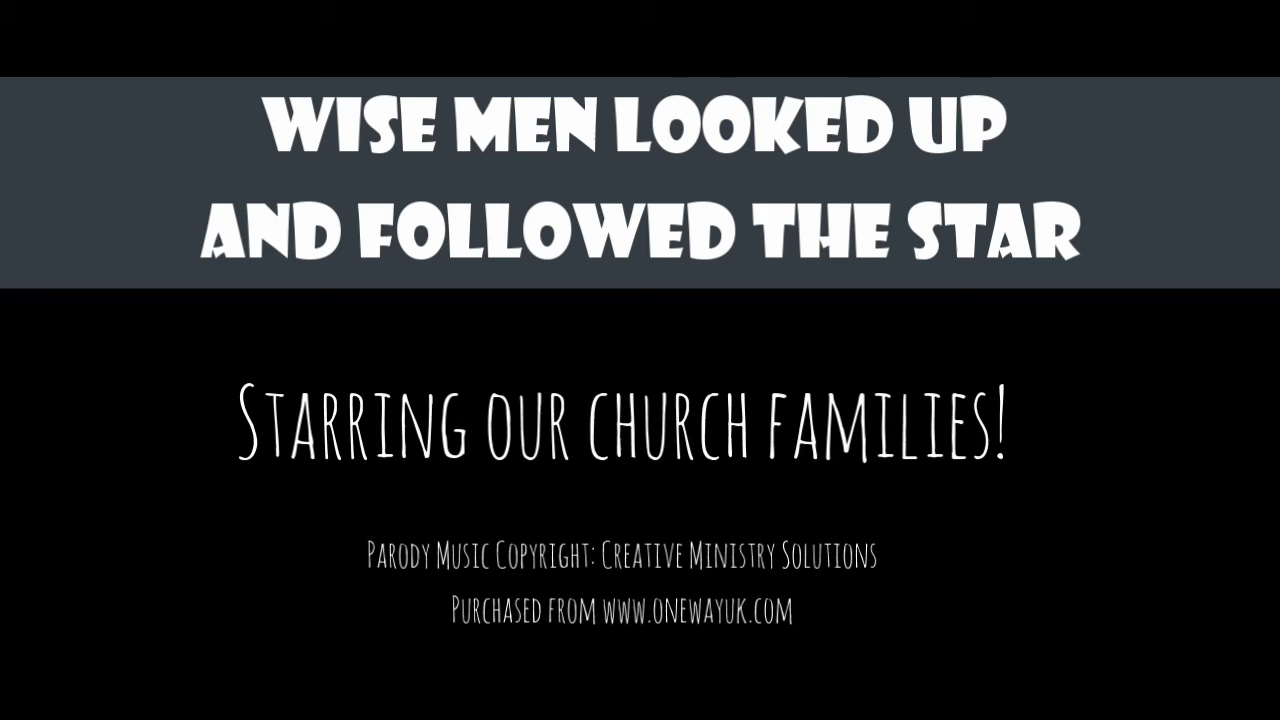 WISE MEN LOOKED UP
AND FOLLOWED THE STAR
STARRING OUR CHURCH FAMILIES!
PARODY MUSIC COPYRIGHT: CREATIVE MINISTRY SOLUTIONS
PURCHASED FROM WWW.ONEWAYUK.COM